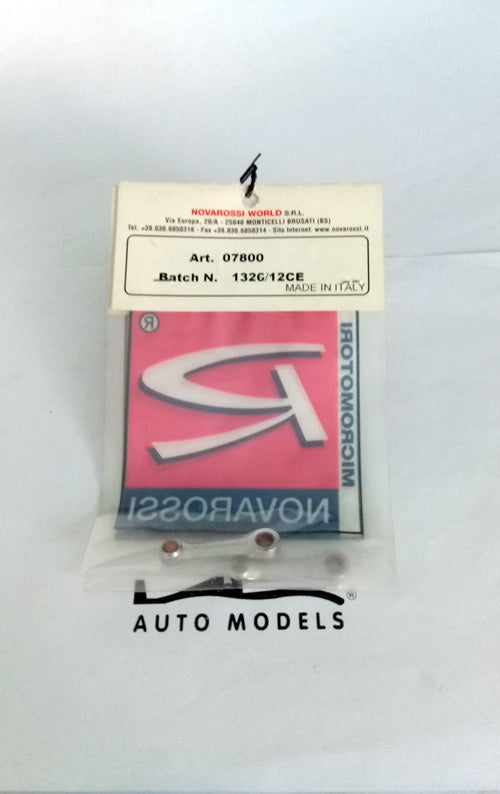 NOVAROSSI WORLD S.R.L.
Via Europa, 20/A - 25040 MONTICELLI BRUSATI (BS)
Tel. +39.030.6850316 - Fax +39.030.6850314 - Sito Internet: www.novarossi.it
Art. 07800
Batch N. 1326/12CE
MADE IN ITALY
®
MICROMOTORI
NOVAROSSI
®
AUTO MODELS